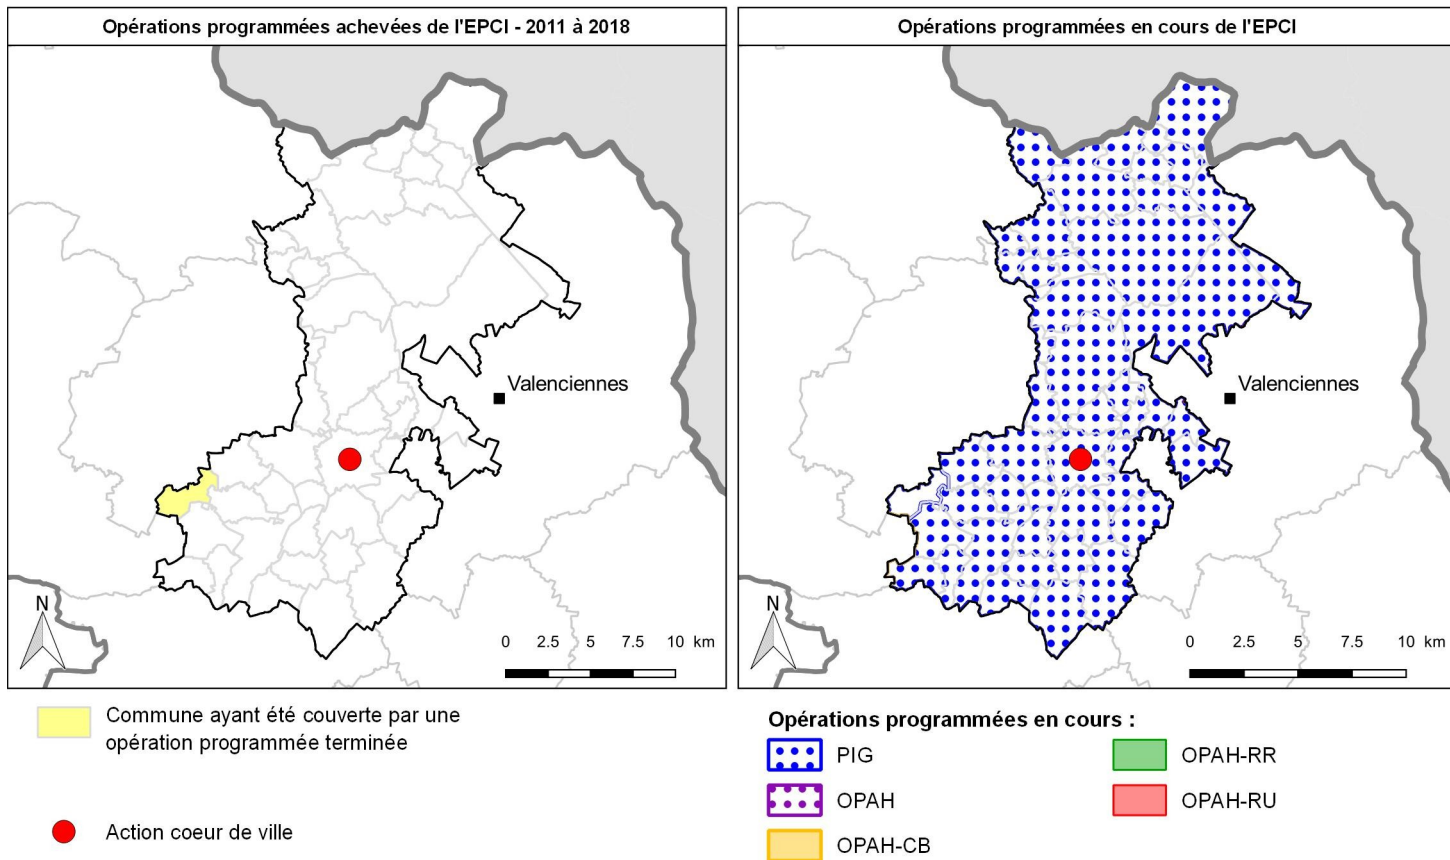 Opérations programmées achevées de l'EPCI - 2011 à 2018
Valenciennes
N
0 2.5 5 7.5 10 km
Commune ayant été couverte par une
opération programmée terminée
Action coeur de ville
Opérations programmées en cours de l'EPCI
Valenciennes
N
0 2.5 5 7.5 10 km
Opérations programmées en cours :
PIG
OPAH
OPAH-CB
OPAH-RR
OPAH-RU